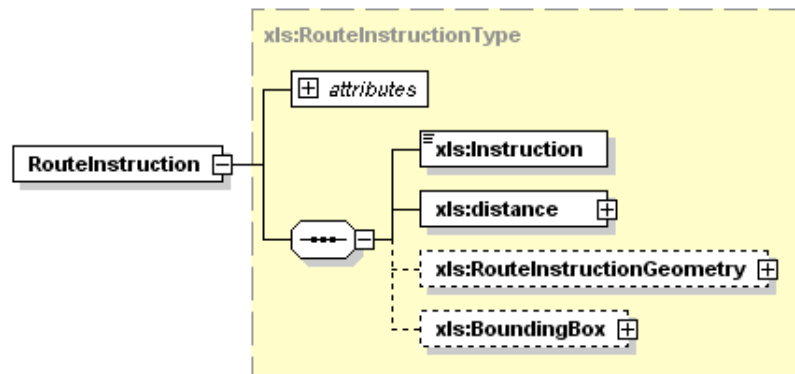 xls:RouteInstructionType
attributes
RouteInstruction
xls:Instruction
xls:distance
xls:RouteInstructionGeometry
xls:BoundingBox